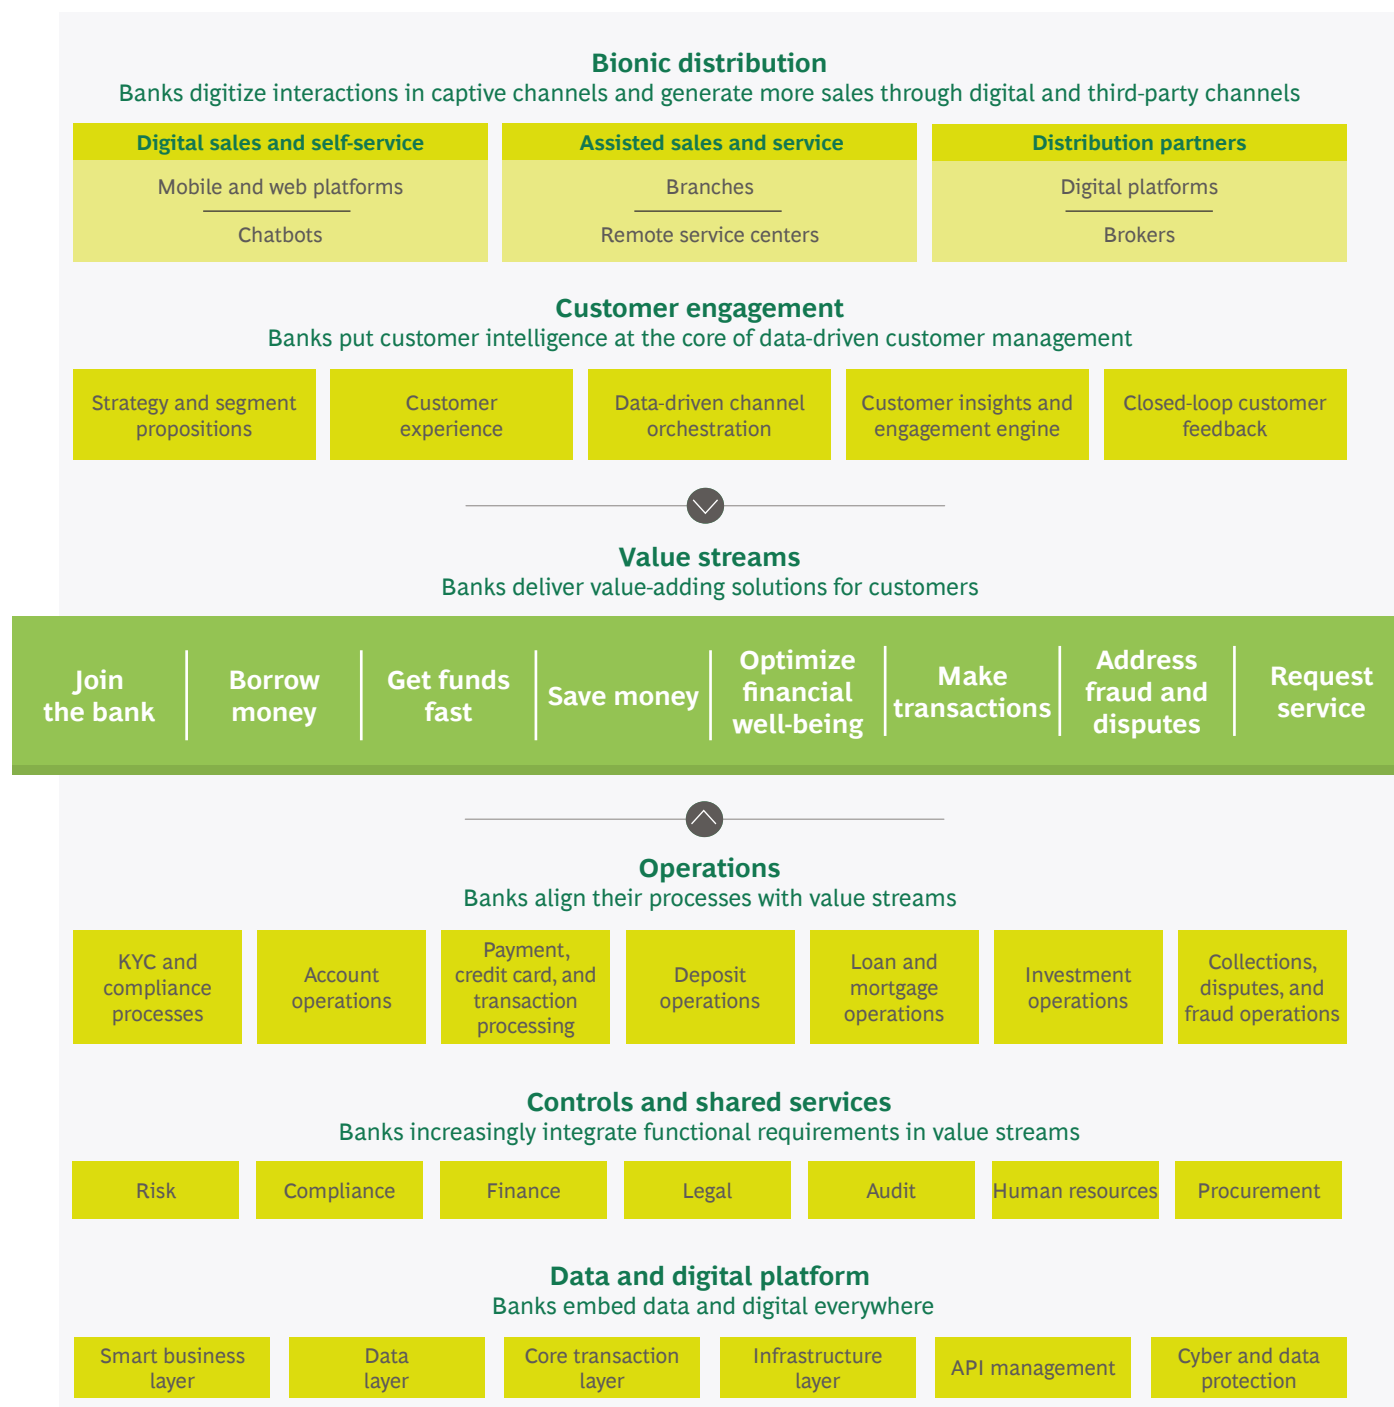 Bionic distribution
Banks digitize interactions in captive channels and generate more sales through digital and third-party channels
Digital sales and self-service
Mobile and web platforms
Chatbots
Assisted sales and service
Branches
Remote service centers
Distribution partners
Digital platforms
Brokers
Customer engagement
Banks put customer intelligence at the core of data-driven customer management
Strategy and segment
propositions
Customer
experience
Data-driven channel
orchestration
Customer insights and
engagement engine
Closed-loop customer
feedback
Value streams
Banks deliver value-adding solutions for customers
Join
the bank
Borrow
money
Get funds
fast
Save money
Optimize
financial
well-being
Make
transactions
Address
fraud and
disputes
Request
service
Operations
Banks align their processes with value streams
KYC and
compliance
processes
Account
operations
Payment,
credit card, and
transaction
processing
Deposit
operations
Loan and
mortgage
operations
Investment
operations
Collections,
disputes, and
fraud operations
Controls and shared services
Banks increasingly integrate functional requirements in value streams
Risk
Compliance
Finance
Legal
Audit
Human resources
Procurement
Data and digital platform
Banks embed data and digital everywhere
Smart business
layer
Data
layer
Core transaction
layer
Infrastructure
layer
API management
Cyber and data
protection